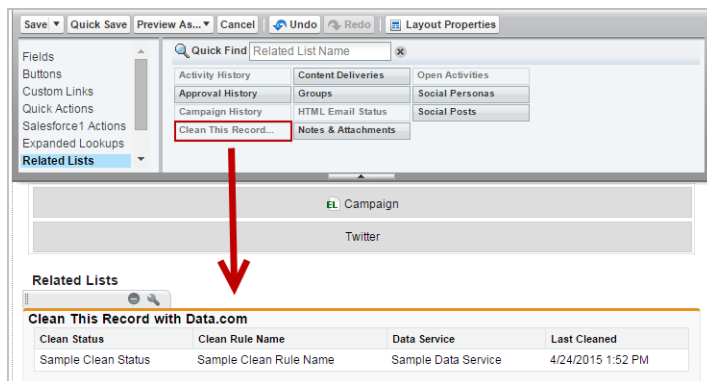 Save Quick Save Preview As... Cancel Undo Redo Layout Properties
Fields
Buttons
Custom Links
Quick Actions
Salesforce1 Actions
Expanded Lookups
Related Lists
Quick Find Related List Name
Activity History Content Deliveries Open Activities
Approval History Groups Social Personas
Campaign History HTML Email Status Social Posts
Clean This Record... Notes & Attachments
EL Campaign
Twitter
Related Lists
Clean This Record with Data.com
Clean Status Clean Rule Name Data Service Last Cleaned
Sample Clean Status Sample Clean Rule Name Sample Data Service 4/24/2015 1:52 PM